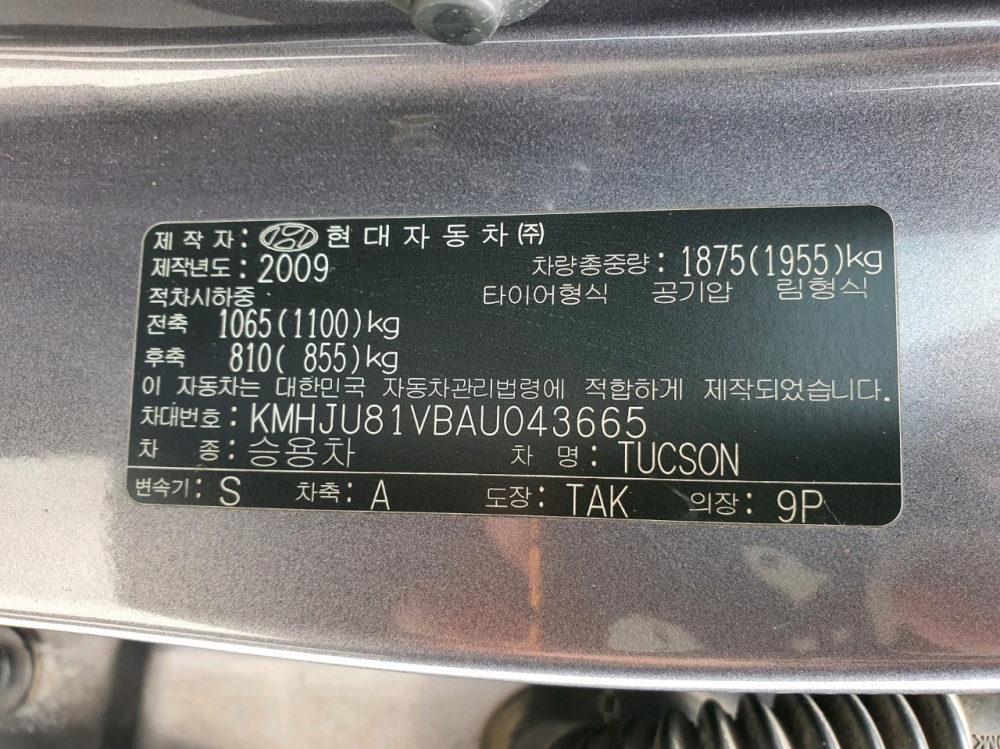 제 작 자 : 현대자동차(주)
제작년도 : 2009 차량총중량 : 1875(1955)kg
적차시하중 타이어형식 공기압 림형식
전축 1065(1100)kg
후축 810( 855)kg
이 자동차는 대한민국 자동차관리법령에 적합하게 제작되었습니다.
차대번호 : KMHJU81VBAU043665
차 종 : 승용차 차 명 : TUCSON
변속기 : S 차축 : A 도장 : TAK 의장 : 9P